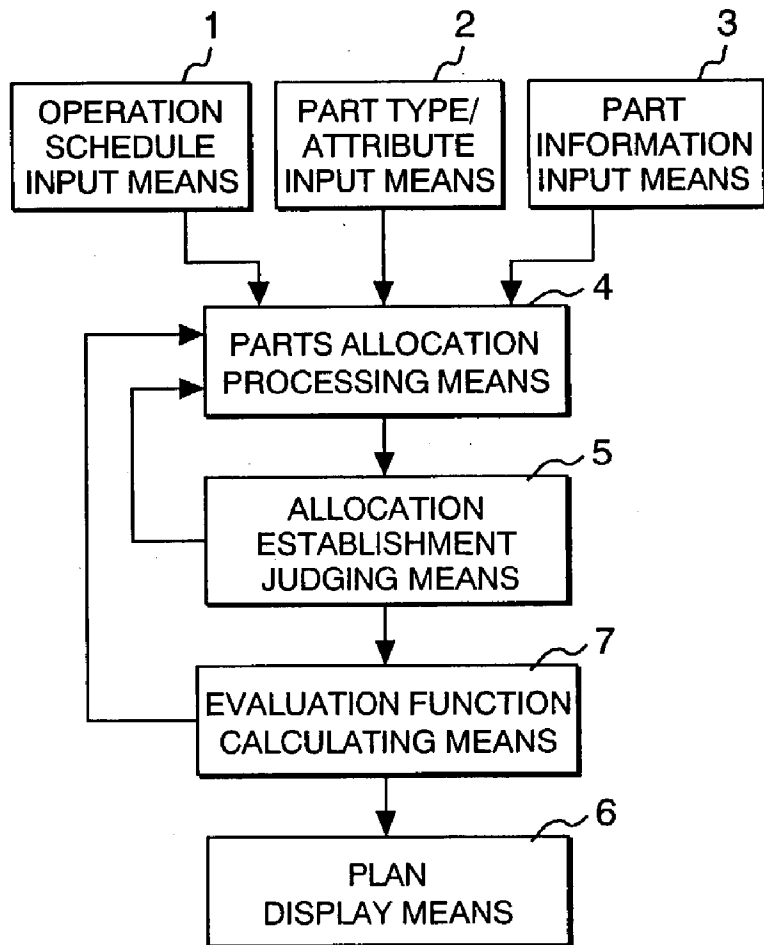 1
OPERATION
SCHEDULE
INPUT MEANS
2
PART TYPE/
ATTRIBUTE
INPUT MEANS
3
PART
INFORMATION
INPUT MEANS
4
PARTS ALLOCATION
PROCESSING MEANS
5
ALLOCATION
ESTABLISHMENT
JUDGING MEANS
7
EVALUATION FUNCTION
CALCULATING MEANS
6
PLAN
DISPLAY MEANS